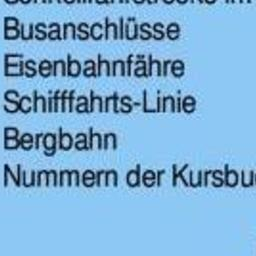 Busanschlüsse
Eisenbahnfähre
Schifffahrts-Linie
Bergbahn
Nummern der Kursbu